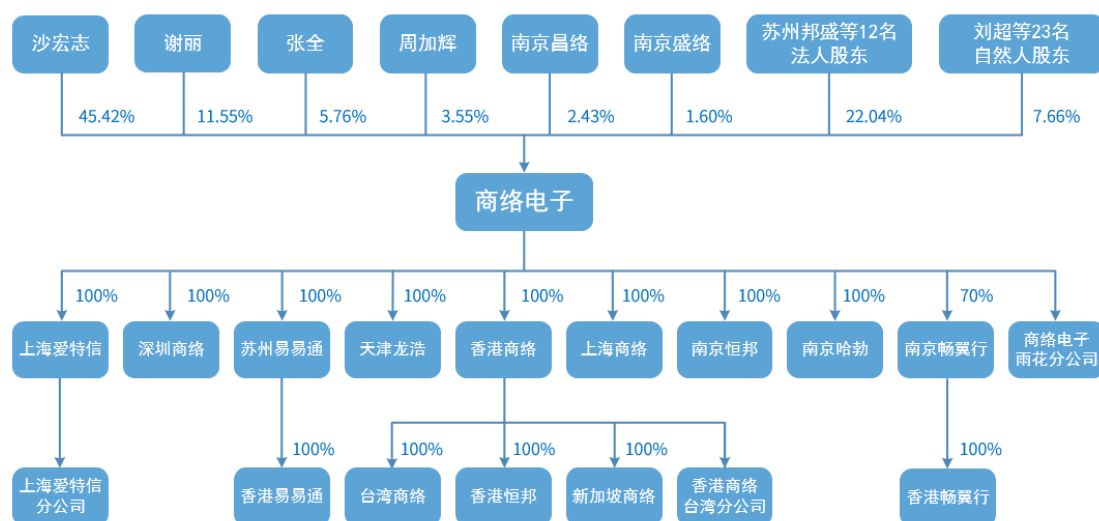 沙宏志
谢丽
张全
周加辉
南京昌络
南京盛络
苏州邦盛等12名
法人股东
刘超等23名
自然人股东
45.42%
11.55%
5.76%
3.55%
2.43%
1.60%
22.04%
7.66%
商络电子
100%
100%
100%
100%
100%
100%
100%
100%
70%
上海爱特信
深圳商络
苏州易易通
天津龙浩
香港商络
上海商络
南京恒邦
南京哈勃
南京畅翼行
商络电子
雨花分公司
100%
100%
100%
100%
100%
上海爱特信
分公司
香港易易通
台湾商络
香港恒邦
新加坡商络
香港商络
台湾分公司
香港畅翼行